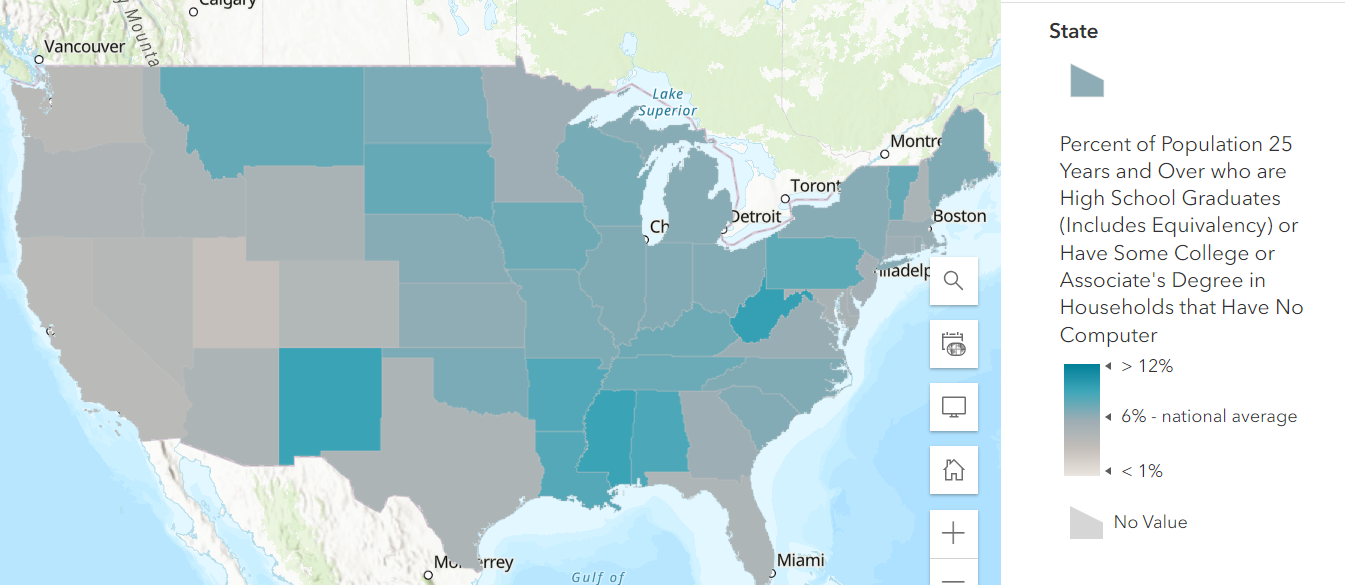 Calgary
Mounta
Vancouver
Lake
Superior
Montre
Toront
Detroit
Ch
Boston
hiladelp
Mo
errey
Miami
Gulf of
State
Percent of Population 25
Years and Over who are
High School Graduates
(Includes Equivalency) or
Have Some College or
Associate's Degree in
Households that Have No
Computer
> 12%
6% - national average
< 1%
No Value